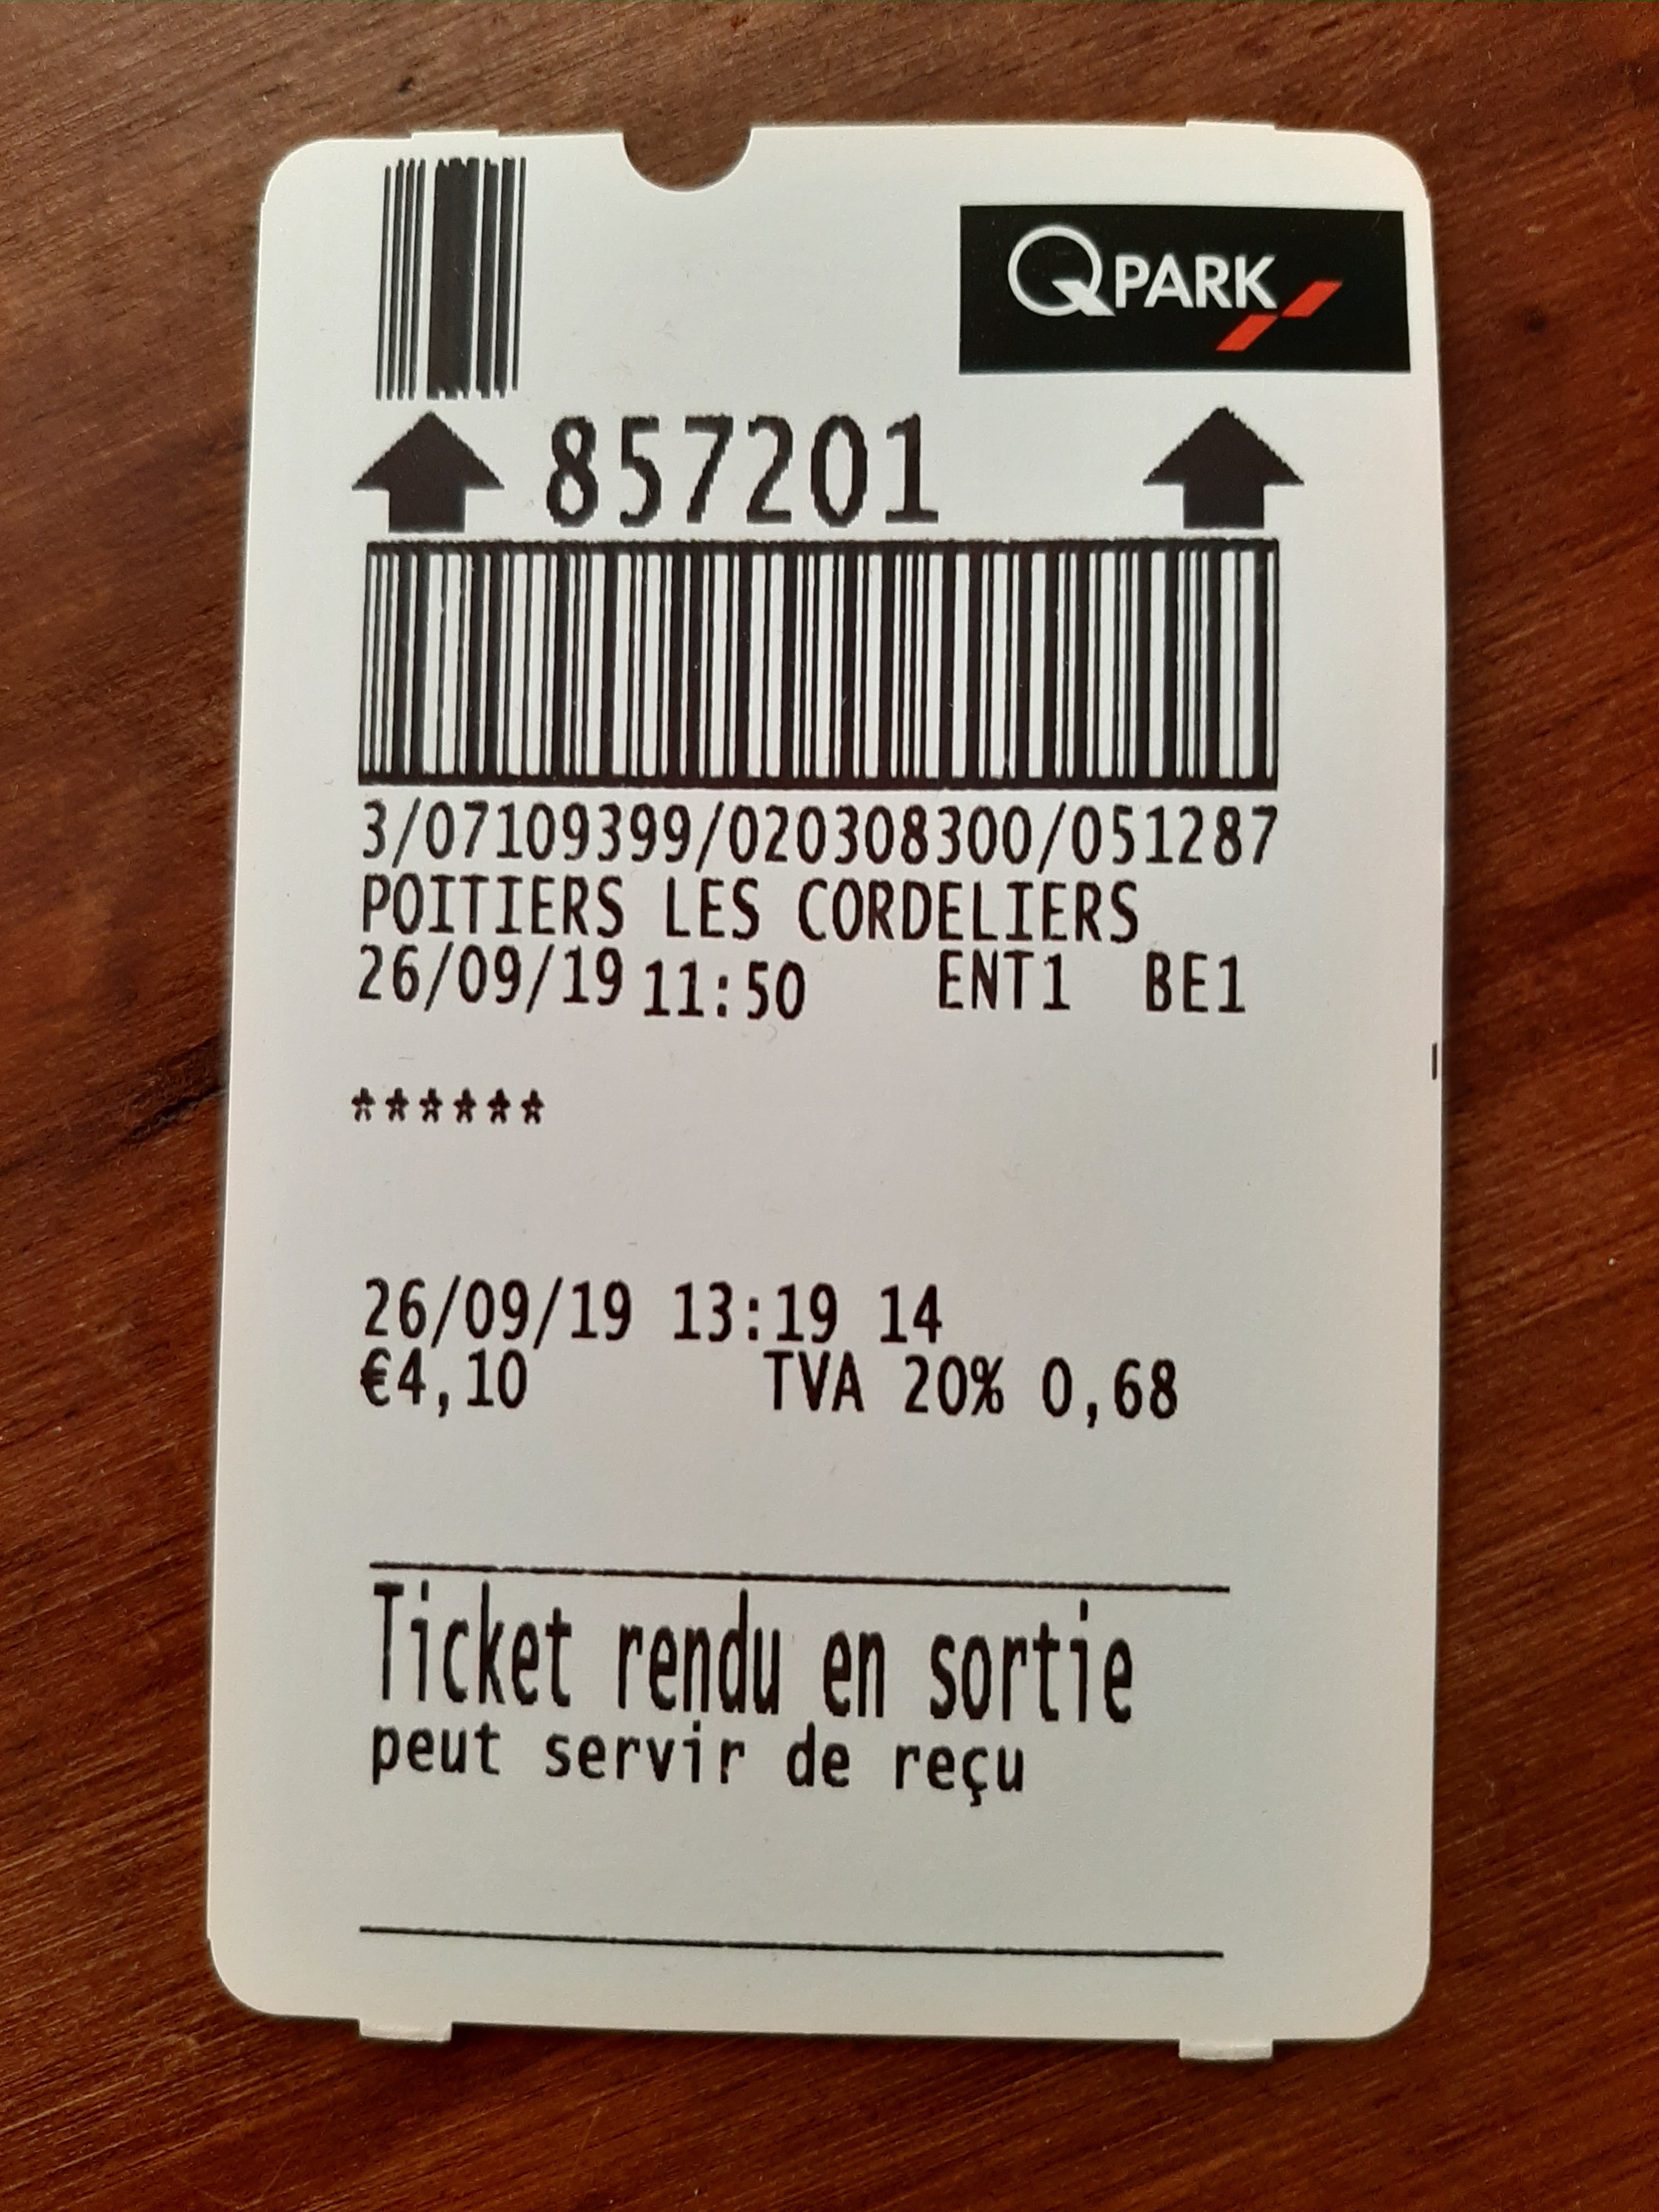 Q PARK
857201
3/07109399/020308300/051287
POITIERS LES CORDELIERS
26/09/19 11:50 ENT1 BE1
******
26/09/19 13:19 14
€4,10 TVA 20% 0,68
Ticket rendu en sortie
peut servir de reçu